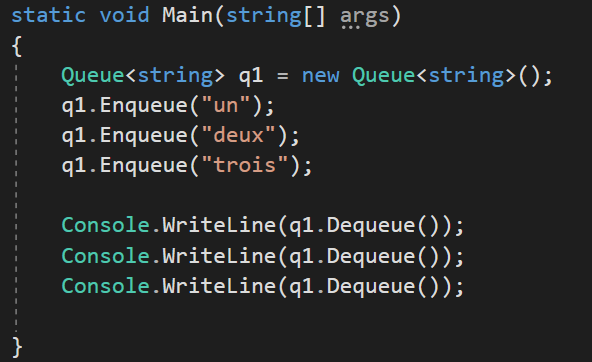 static void Main(string[] args)
{
Queue<string> q1 = new Queue<string>();
q1.Enqueue("un");
q1.Enqueue("deux");
q1.Enqueue("trois");
Console.WriteLine(q1.Dequeue());
Console.WriteLine(q1.Dequeue());
Console.WriteLine(q1.Dequeue());
}